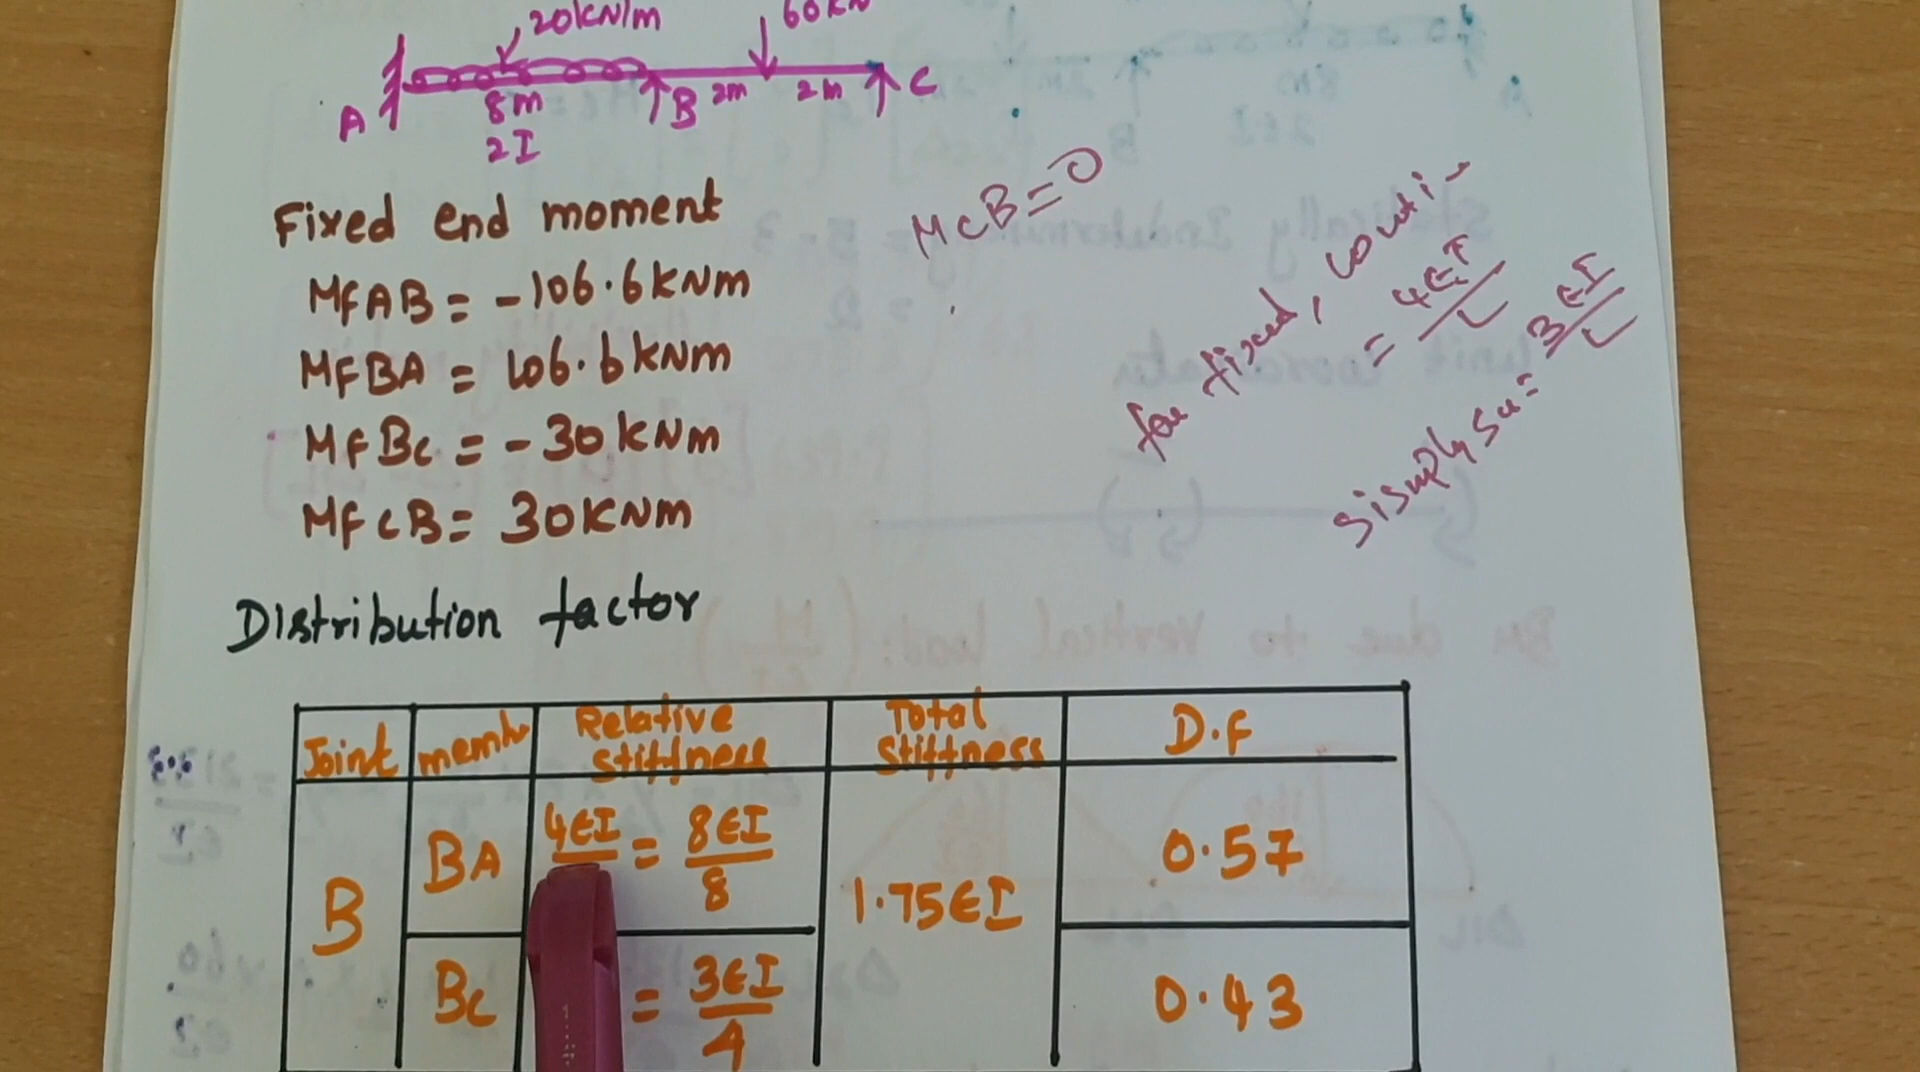 20kN/m
60kN
A
8m
B
2m
2m
C
2I
Fixed end moment
MFAB = -106.6kNm
MFBA = 106.6kNm
MFBC = -30kNm
MFCB = 30kNm
MCB=0
for fixed, conti-
= 4EI
L
simply su= 3EI
L
Distribution factor
Joint
Relative
stiffness
Total
stiffness
D.F
B
BA
4EI
= 8EI
8
1.75EI
0.57
BC
= 3EI
4
0.43